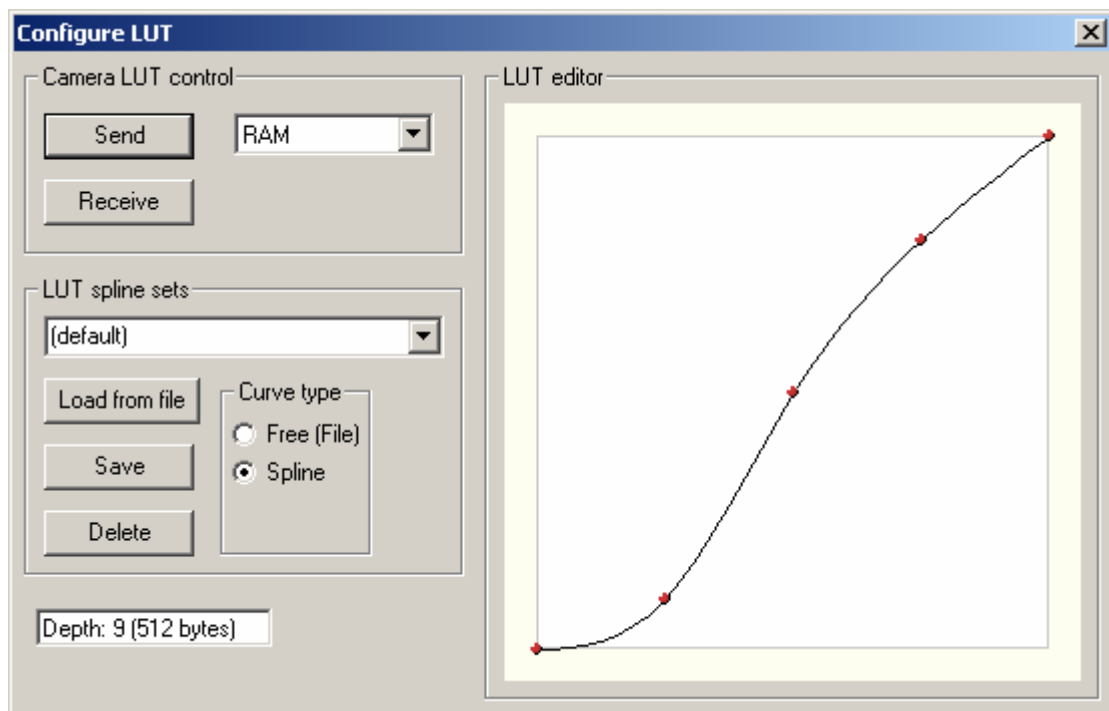 Configure LUT
Camera LUT control
Send
RAM
Receive
LUT spline sets
(default)
Load from file
Save
Delete
Curve type
Free (File)
Spline
Depth: 9 (512 bytes)
LUT editor